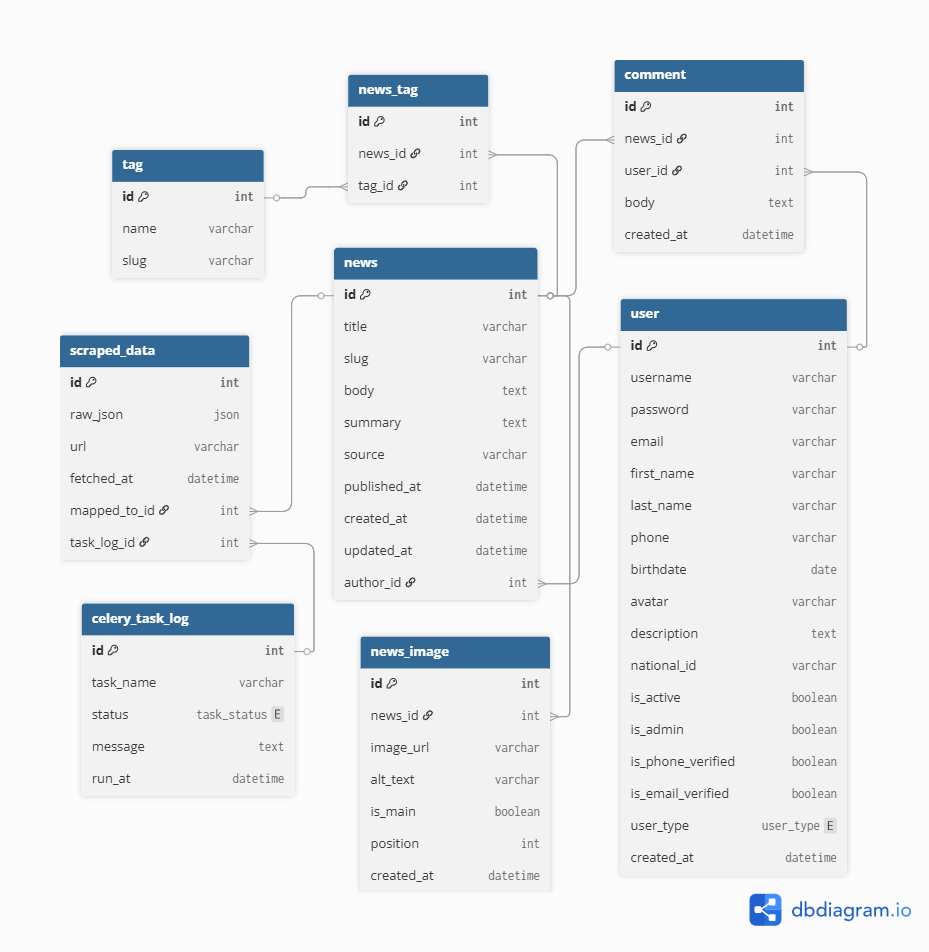 news_tag
id int
news_id int
tag_id int
comment
id int
news_id int
user_id int
body text
created_at datetime
tag
id int
name varchar
slug varchar
news
id int
title varchar
slug varchar
body text
summary text
source varchar
published_at datetime
created_at datetime
updated_at datetime
author_id int
user
id int
username varchar
password varchar
email varchar
first_name varchar
last_name varchar
phone varchar
birthdate date
avatar varchar
description text
national_id varchar
is_active boolean
is_admin boolean
is_phone_verified boolean
is_email_verified boolean
user_type user_type E
created_at datetime
scraped_data
id int
raw_json json
url varchar
fetched_at datetime
mapped_to_id int
task_log_id int
celery_task_log
id int
task_name varchar
status task_status E
message text
run_at datetime
news_image
id int
news_id int
image_url varchar
alt_text varchar
is_main boolean
position int
created_at datetime
dbdiagram.io